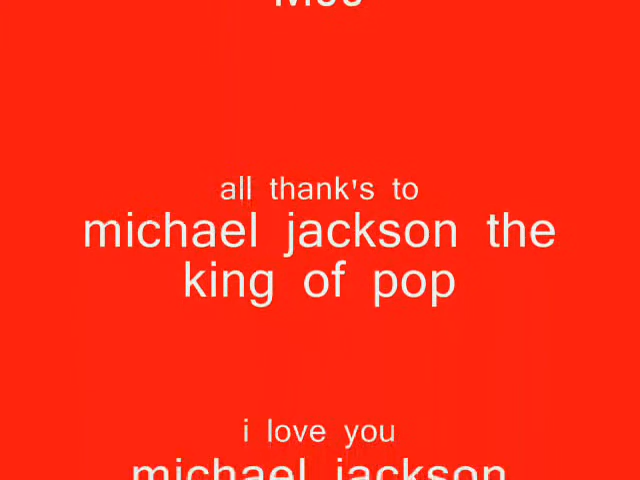 all thank's to
michael jackson the
king of pop
i love you
michael jackson